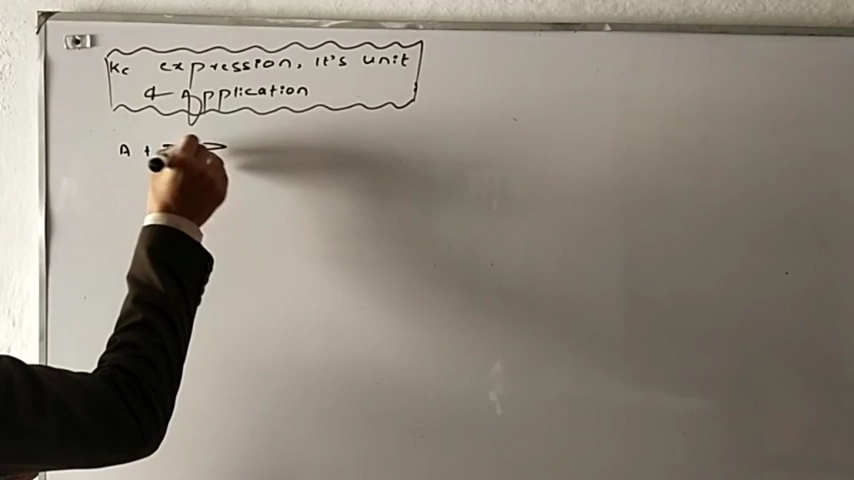 Kc expression, It's unit
& Application
A +